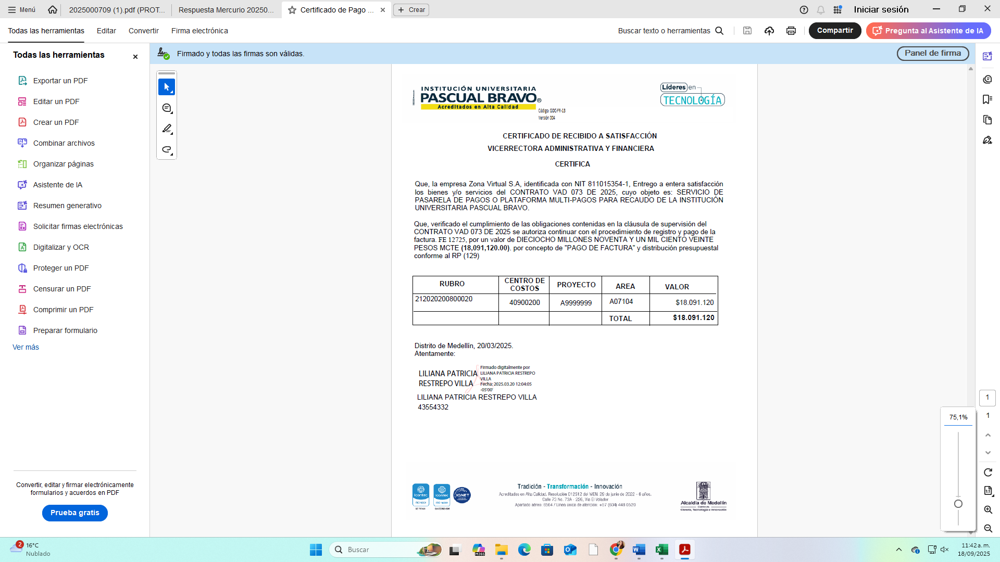 Menú
2025000709 (1).pdf (PROT...
Respuesta Mercurio 20250...
Certificado de Pago ...
Crear
Iniciar sesión
Todas las herramientas
Editar
Convertir
Firma electrónica
Buscar texto o herramientas
Compartir
Pregunta al Asistente de IA
Todas las herramientas
Firmado y todas las firmas son válidas.
Panel de firma
Exportar un PDF
Editar un PDF
Crear un PDF
Combinar archivos
Organizar páginas
Asistente de IA
Resumen generativo
Solicitar firmas electrónicas
Digitalizar y OCR
Proteger un PDF
Censurar un PDF
Comprimir un PDF
Preparar formulario
Ver más
Convertir, editar y firmar electrónicamente
formularios y acuerdos en PDF
Prueba gratis
INSTITUCIÓN UNIVERSITARIA
PASCUAL BRAVO®
Acreditados en Alta Calidad
Líderes en
TECNOLOGÍA
Código: GDC-FR-13
Versión 004
CERTIFICADO DE RECIBIDO A SATISFACCIÓN
VICERRECTORA ADMINISTRATIVA Y FINANCIERA
CERTIFICA
Que, la empresa Zona Virtual S.A, identificada con NIT 811015354-1, Entrego a entera satisfacción
los bienes y/o servicios del CONTRATO VAD 073 DE 2025, cuyo objeto es: SERVICIO DE
PASARELA DE PAGOS O PLATAFORMA MULTI-PAGOS PARA RECAUDO DE LA INSTITUCIÓN
UNIVERSITARIA PASCUAL BRAVO.
Que, verificado el cumplimiento de las obligaciones contenidas en la cláusula de supervisión del
CONTRATO VAD 073 DE 2025 se autoriza continuar con el procedimiento de registro y pago de la
factura. FE 12725, por un valor de DIECIOCHO MILLONES NOVENTA Y UN MIL CIENTO VEINTE
PESOS MCTE (18,091,120.00). por concepto de "PAGO DE FACTURA" y distribución presupuestal
conforme al RP (129)
RUBRO CENTRO DE COSTOS PROYECTO AREA VALOR
212020200800020 40900200 A9999999 A07104 $18.091.120
TOTAL $18.091.120
Distrito de Medellín, 20/03/2025.
Atentamente:
LILIANA PATRICIA
RESTREPO VILLA
Firmado digitalmente por
LILIANA PATRICIA RESTREPO
VILLA
Fecha: 2025.03.20 12:04:05
-05'00'
LILIANA PATRICIA RESTREPO VILLA
43554332
icontec
ISO 9001
icontec
ISO 14001
IQNET
Tradición - Transformación - Innovación
Acreditados en Alta Calidad. Resolución 012512 del MEN. 29 de junio de 2022 - 6 años.
Calle 73 No. 73A - 226, Vía El Volador
Apartado aéreo: 6564 / Línea única de atención: +57 (604) 448 0520
Alcaldía de Medellín
Distrito de
Ciencia, Tecnología e Innovación
1
75,1%
1
2
16°C
Nublado
Buscar
M365
11:42 a. m.
18/09/2025